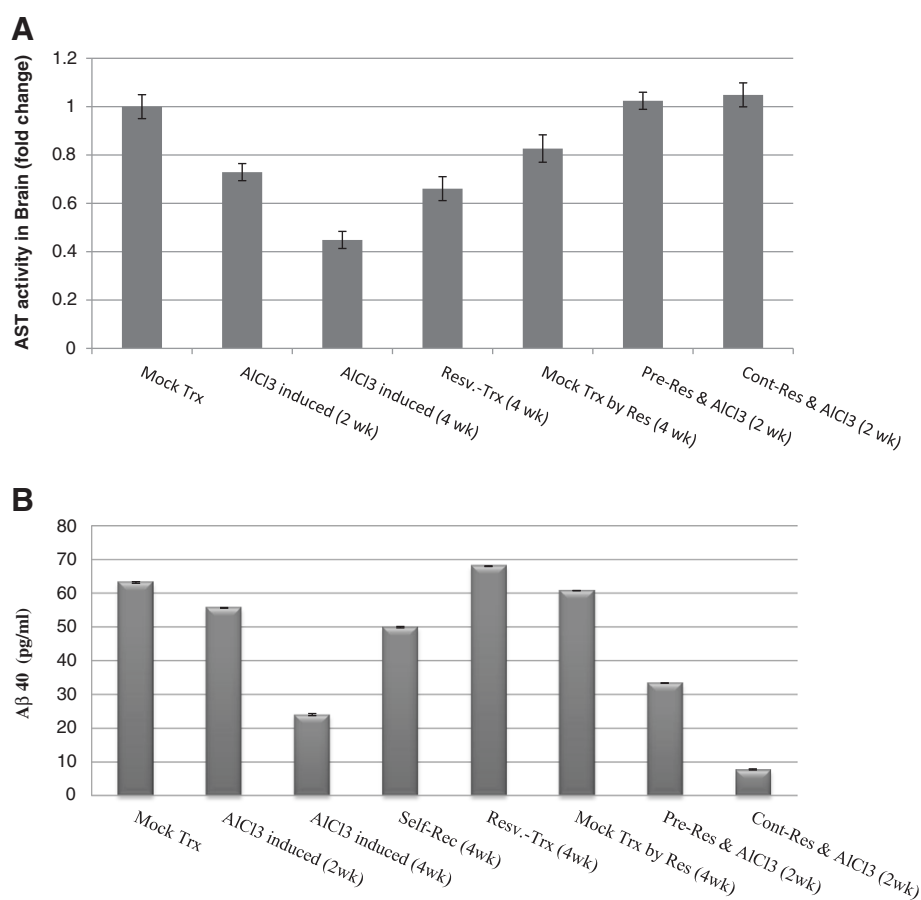 A
AST activity in Brain (fold change)
1.2
1
0.8
0.6
0.4
0.2
0
Mock Trx
AlCl3 induced (2 wk)
AlCl3 induced (4 wk)
Resv.-Trx (4 wk)
Mock Trx by Res (4 wk)
Pre-Res & AlCl3 (2 wk)
Cont-Res & AlCl3 (2 wk)
B
Aβ 40 (pg/ml)
80
70
60
50
40
30
20
10
0
Mock Trx
AlCl3 induced (2wk)
AlCl3 induced (4wk)
Self-Rec (4wk)
Resv.-Trx (4wk)
Mock Trx by Res (4wk)
Pre-Res & AlCl3 (2wk)
Cont-Res & AlCl3 (2wk)